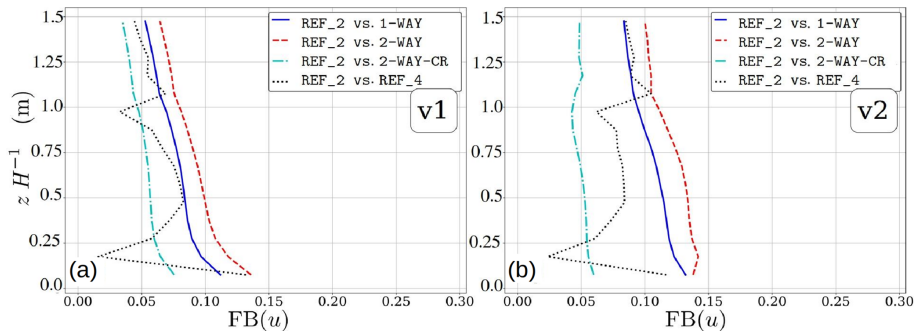 1.5
1.25
1.0
0.75
0.5
0.25
0.0
z H⁻¹ (m)
REF_2 vs. 1-WAY
REF_2 vs. 2-WAY
REF_2 vs. 2-WAY-CR
REF_2 vs. REF_4
v1
(a)
0.00 0.05 0.10 0.15 0.20 0.25 0.30
FB(u)
1.5
1.25
1.0
0.75
0.5
0.25
0.0
REF_2 vs. 1-WAY
REF_2 vs. 2-WAY
REF_2 vs. 2-WAY-CR
REF_2 vs. REF_4
v2
(b)
0.00 0.05 0.10 0.15 0.20 0.25 0.30
FB(u)